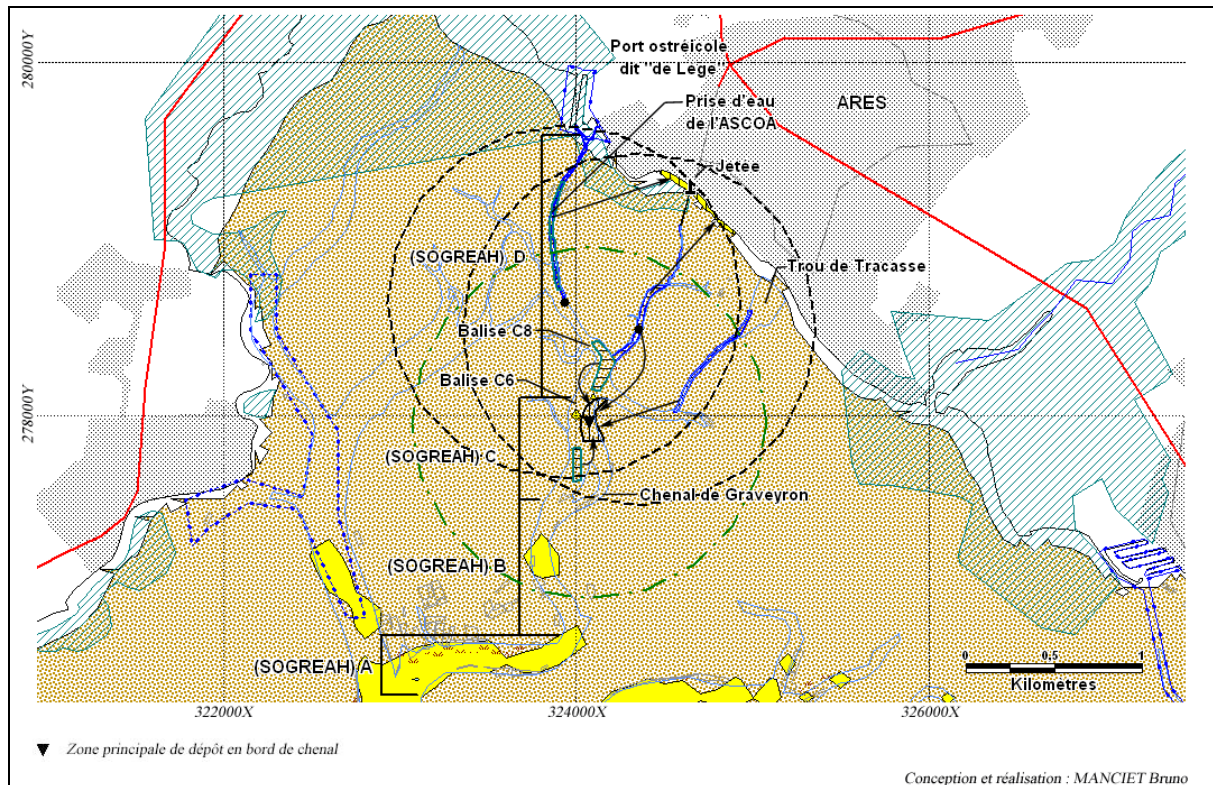 Port ostréicole
dit "de Lège"
ARES
Prise d'eau
de l'ASCOA
Jetée
280000Y
(SOGREAH) D
Trou de Tracasse
Balise C8
Balise C6
278000Y
(SOGREAH) C
Chenal de Graveyron
(SOGREAH) B
(SOGREAH) A
0 0.5 1
Kilometres
322000X 324000X 326000X
Zone principale de dépôt en bord de chenal
Conception et réalisation : MANCIET Bruno